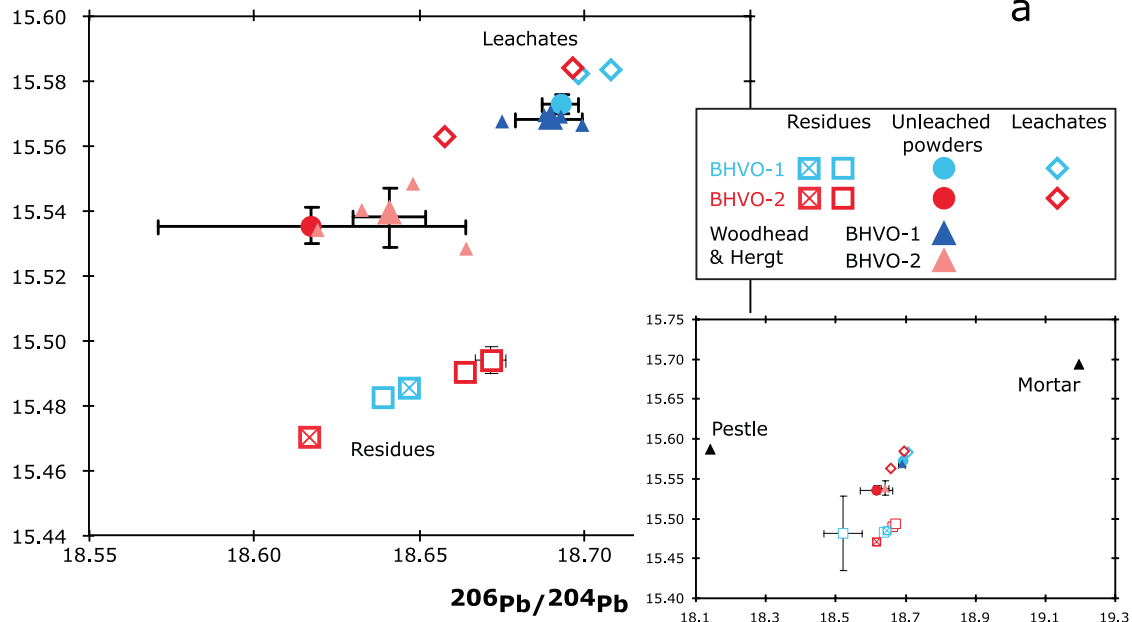 a
15.60
15.58
15.56
15.54
15.52
15.50
15.48
15.46
15.44
18.55
18.60
18.65
18.70
206Pb/204Pb
Leachates
Residues
Residues Unleached powders Leachates
BHVO-1
BHVO-2
Woodhead BHVO-1
& Hergt BHVO-2
15.75
15.70
15.65
15.60
15.55
15.50
15.45
15.40
18.1
18.3
18.5
18.7
18.9
19.1
19.3
Mortar
Pestle